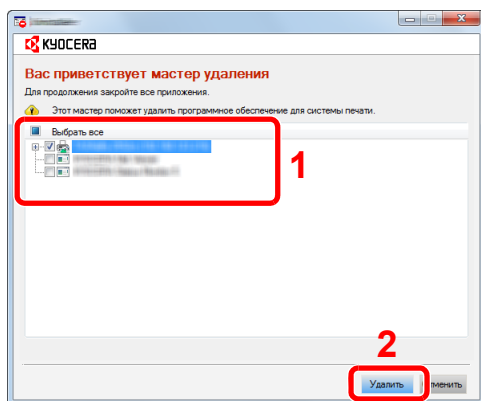 KYOCERA
Вас приветствует мастер удаления
Для продолжения закройте все приложения.
Этот мастер поможет удалить программное обеспечение для системы печати.
Выбрать все
1
2
Удалить
тменить